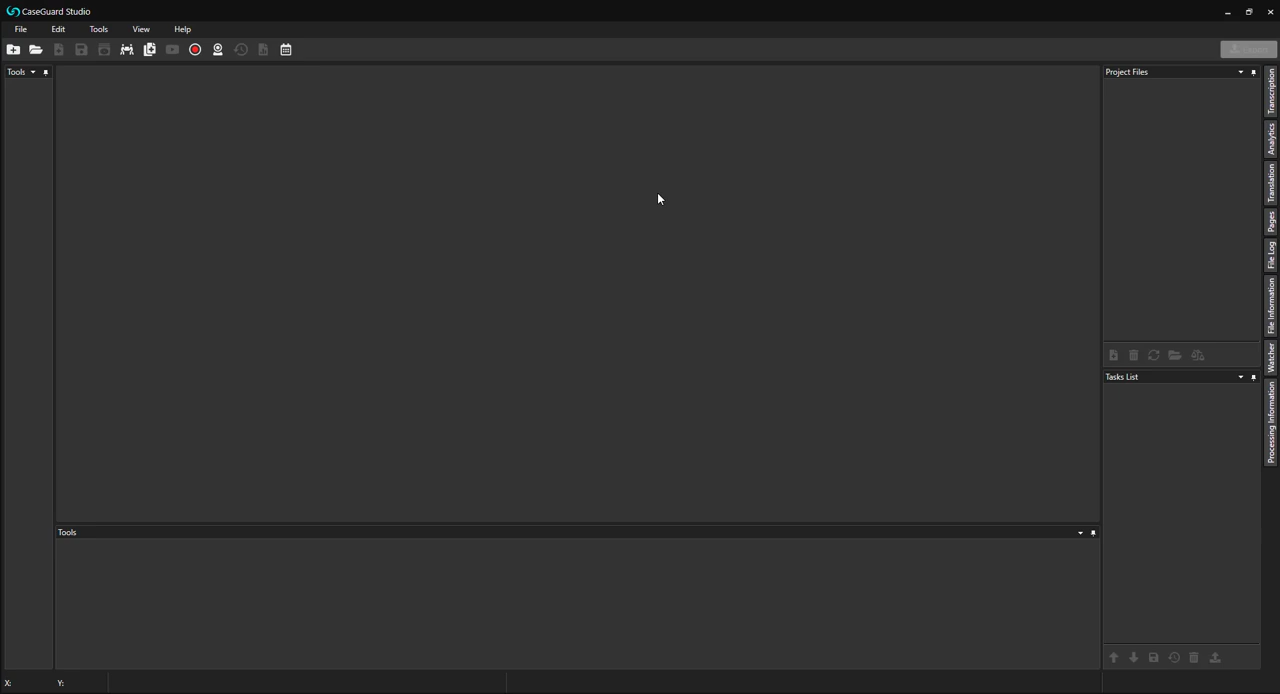 CaseGuard Studio
File Edit Tools View Help
Export
Tools
Project Files
Transcription
Analytics
Translation
Pages
File Log
File Information
Watcher
Processing Information
Tasks List
Tools
X: Y: